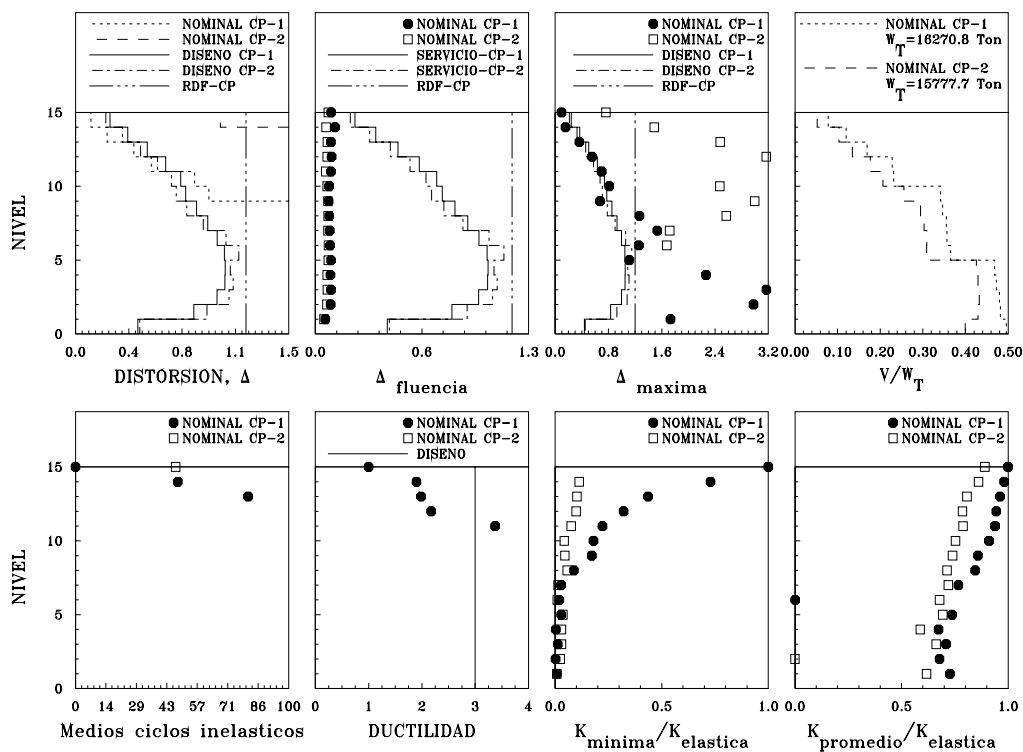 NOMINAL CP-1
NOMINAL CP-2
DISENO CP-1
DISENO CP-2
RDF-CP
NIVEL
15
10
5
0
0.0 0.4 0.8 1.2 1.5
DISTORSION, Δ
NOMINAL CP-1
NOMINAL CP-2
SERVICIO-CP-1
SERVICIO-CP-2
RDF-CP
0.0 0.6 1.3
Δ fluencia
NOMINAL CP-1
NOMINAL CP-2
DISENO CP-1
DISENO CP-2
RDF-CP
0.0 0.8 1.6 2.4 3.2
Δ maxima
NOMINAL CP-1
W_T=16270.8 Ton
NOMINAL CP-2
W_T=15777.7 Ton
0.00 0.10 0.20 0.30 0.40 0.50
V/W_T
NOMINAL CP-1
NOMINAL CP-2
NIVEL
15
10
5
0
0 14 29 43 57 71 86 100
Medios ciclos inelasticos
NOMINAL CP-1
NOMINAL CP-2
DISENO
0 1 2 3 4
DUCTILIDAD
NOMINAL CP-1
NOMINAL CP-2
0.0 1.0
K_minima/K_elastica
NOMINAL CP-1
NOMINAL CP-2
0.0 1.0
K_promedio/K_elastica